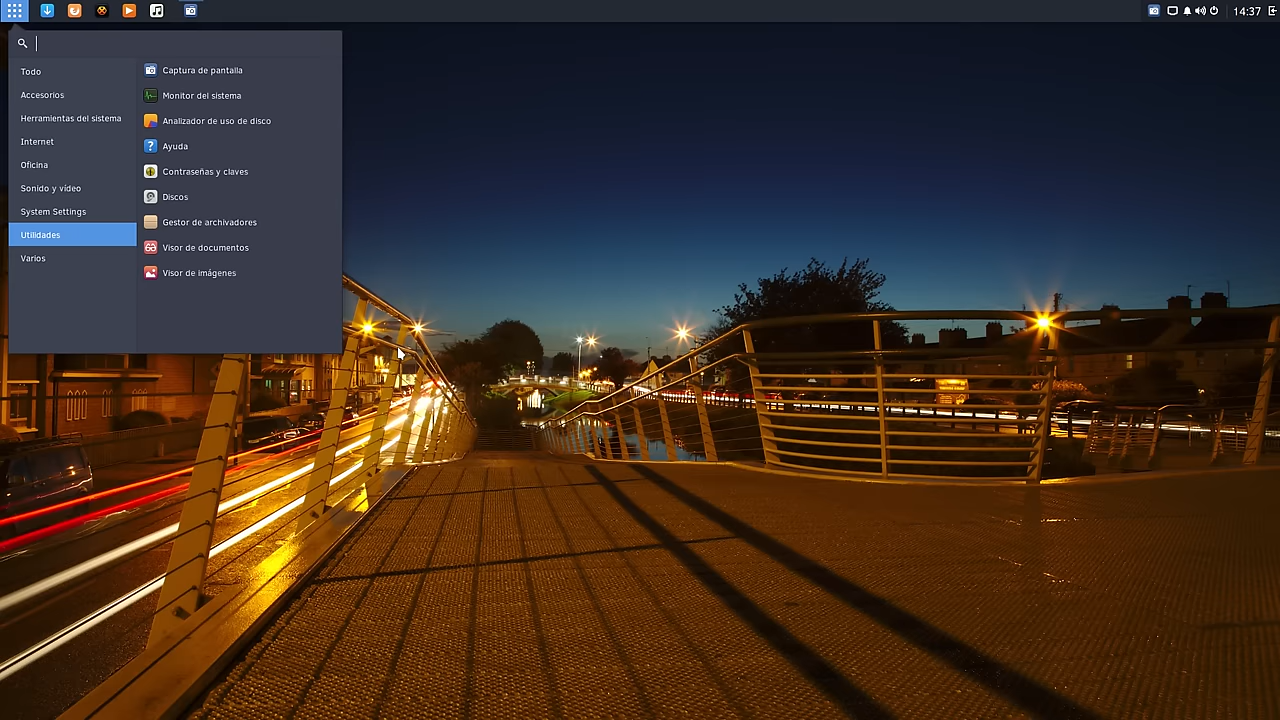 14:37
Todo
Accesorios
Herramientas del sistema
Internet
Oficina
Sonido y vídeo
System Settings
Utilidades
Varios
Captura de pantalla
Monitor del sistema
Analizador de uso de disco
Ayuda
Contraseñas y claves
Discos
Gestor de archivadores
Visor de documentos
Visor de imágenes